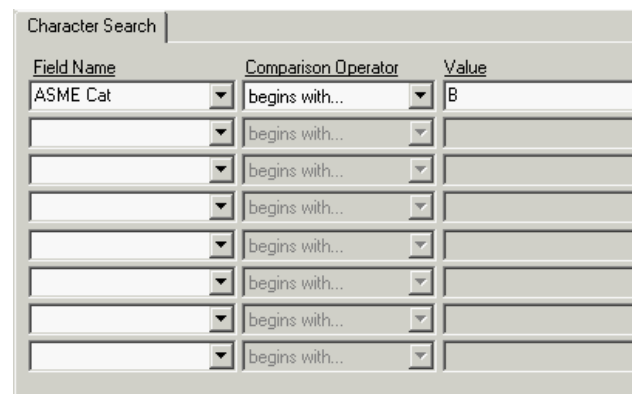 Character Search
Field Name Comparison Operator Value
ASME Cat begins with... B
begins with...
begins with...
begins with...
begins with...
begins with...
begins with...
begins with...